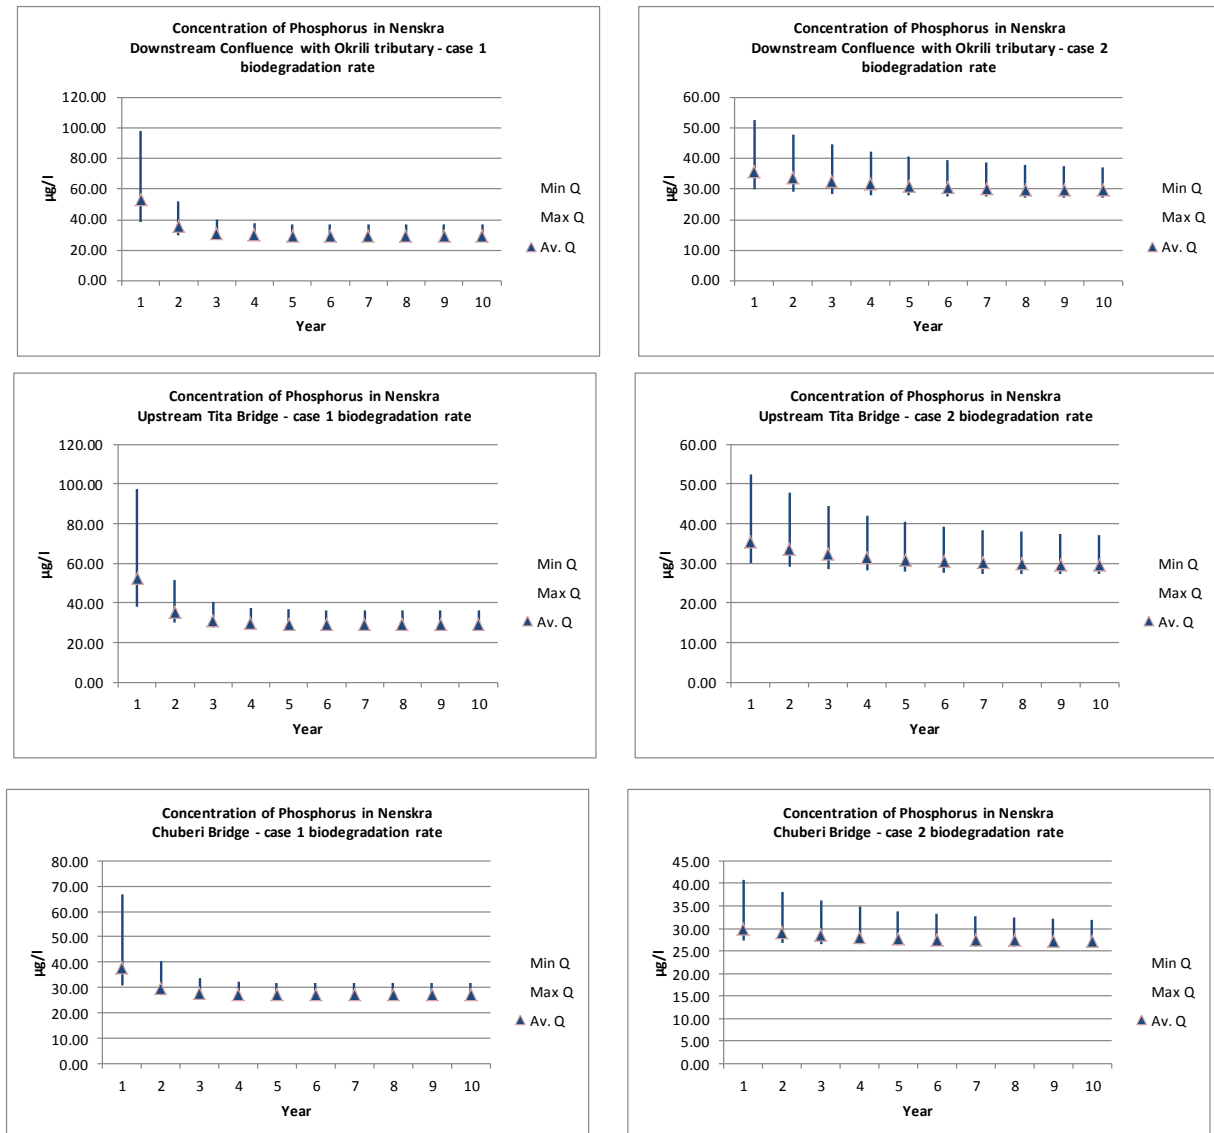 Concentration of Phosphorus in Nenskra
Downstream Confluence with Okrili tributary - case 1
biodegradation rate
120.00
100.00
80.00
60.00
40.00
20.00
0.00
µg/l
1 2 3 4 5 6 7 8 9 10
Year
Min Q
Max Q
Av. Q
Concentration of Phosphorus in Nenskra
Downstream Confluence with Okrili tributary - case 2
biodegradation rate
60.00
50.00
40.00
30.00
20.00
10.00
0.00
µg/l
1 2 3 4 5 6 7 8 9 10
Year
Min Q
Max Q
Av. Q
Concentration of Phosphorus in Nenskra
Upstream Tita Bridge - case 1 biodegradation rate
120.00
100.00
80.00
60.00
40.00
20.00
0.00
µg/l
1 2 3 4 5 6 7 8 9 10
Year
Min Q
Max Q
Av. Q
Concentration of Phosphorus in Nenskra
Upstream Tita Bridge - case 2 biodegradation rate
60.00
50.00
40.00
30.00
20.00
10.00
0.00
µg/l
1 2 3 4 5 6 7 8 9 10
Year
Min Q
Max Q
Av. Q
Concentration of Phosphorus in Nenskra
Chuberi Bridge - case 1 biodegradation rate
80.00
70.00
60.00
50.00
40.00
30.00
20.00
10.00
0.00
µg/l
1 2 3 4 5 6 7 8 9 10
Year
Min Q
Max Q
Av. Q
Concentration of Phosphorus in Nenskra
Chuberi Bridge - case 2 biodegradation rate
45.00
40.00
35.00
30.00
25.00
20.00
15.00
10.00
5.00
0.00
µg/l
1 2 3 4 5 6 7 8 9 10
Year
Min Q
Max Q
Av. Q